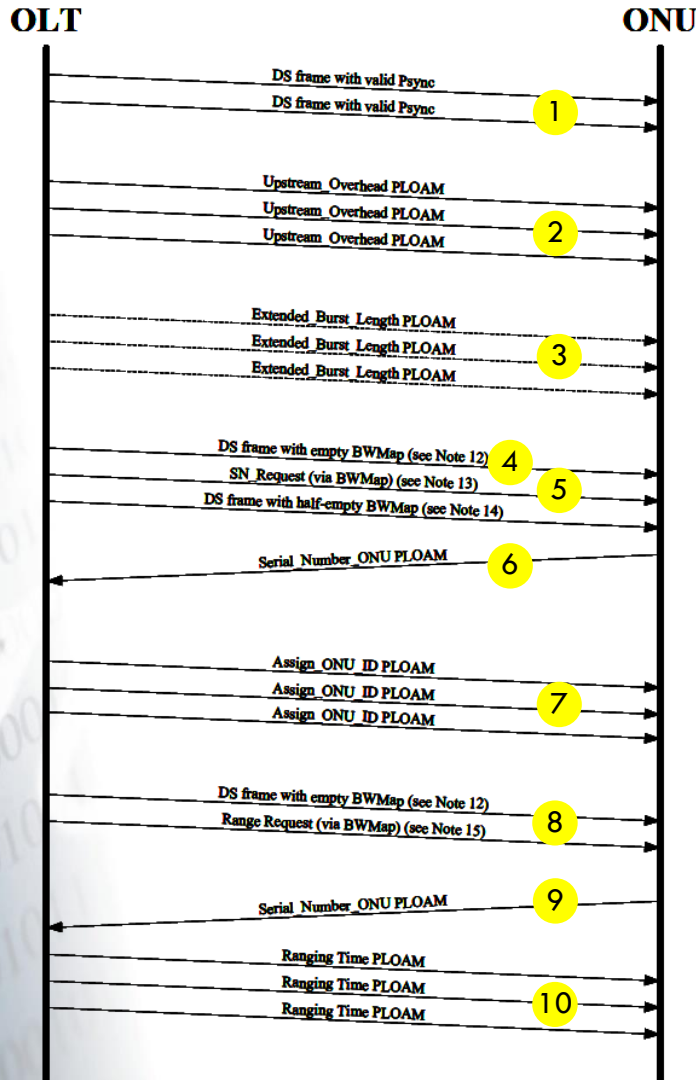 OLT ONU
DS frame with valid Psync
DS frame with valid Psync
1
Upstream_Overhead PLOAM
Upstream_Overhead PLOAM
2
Upstream_Overhead PLOAM
Extended_Burst_Length PLOAM
Extended_Burst_Length PLOAM
3
Extended_Burst_Length PLOAM
DS frame with empty BWMap (see Note 12)
4
SN_Request (via BWMap) (see Note 13)
5
DS frame with half-empty BWMap (see Note 14)
Serial_Number_ONU PLOAM
6
Assign_ONU_ID PLOAM
Assign_ONU_ID PLOAM
7
Assign_ONU_ID PLOAM
DS frame with empty BWMap (see Note 12)
8
Range Request (via BWMap) (see Note 15)
Serial_Number_ONU PLOAM
9
Ranging Time PLOAM
Ranging Time PLOAM
10
Ranging Time PLOAM